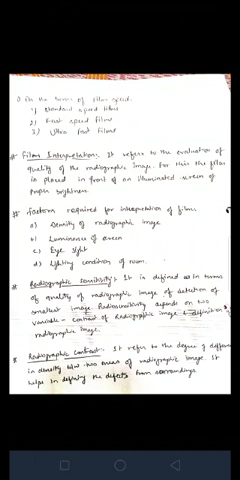 On the basis of film speed.
1) Standard speed films
2) Fast speed films
3) Ultra fast films
# Film Interpretation:- It refers to the evaluation of
quality of the radiographic image. For this the film
is placed in front of an illuminated screen of
proper brightness.
# Factors required for interpretation of films
a) Density of radiographic image
b) Luminance of screen
c) Eye sight
d) Lighting condition of room.
# Radiographic Sensitivity:- It is defined as in terms
of quality of radiographic image of detection of
smallest image. Radiosensitivity depends on two
variable - contrast of Radiographic image & definition of
radiographic image.
Radiographic Contrast:- It refer to the degree of differen
in density b/w two areas of radiographic image. It
helps in defining the defects from surroundings.